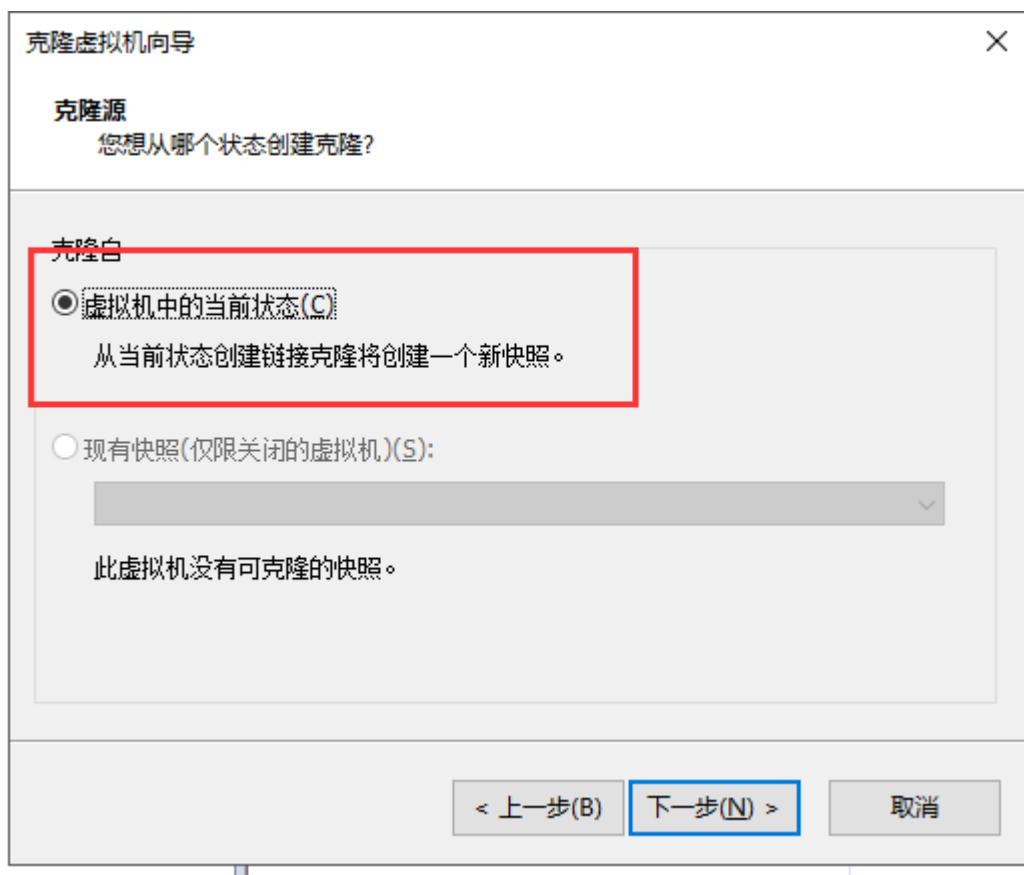 克隆虚拟机向导
克隆源
您想从哪个状态创建克隆?
克隆自
虚拟机中的当前状态(C)
从当前状态创建链接克隆将创建一个新快照。
现有快照(仅限关闭的虚拟机)(S):
此虚拟机没有可克隆的快照。
< 上一步(B) 下一步(N) > 取消